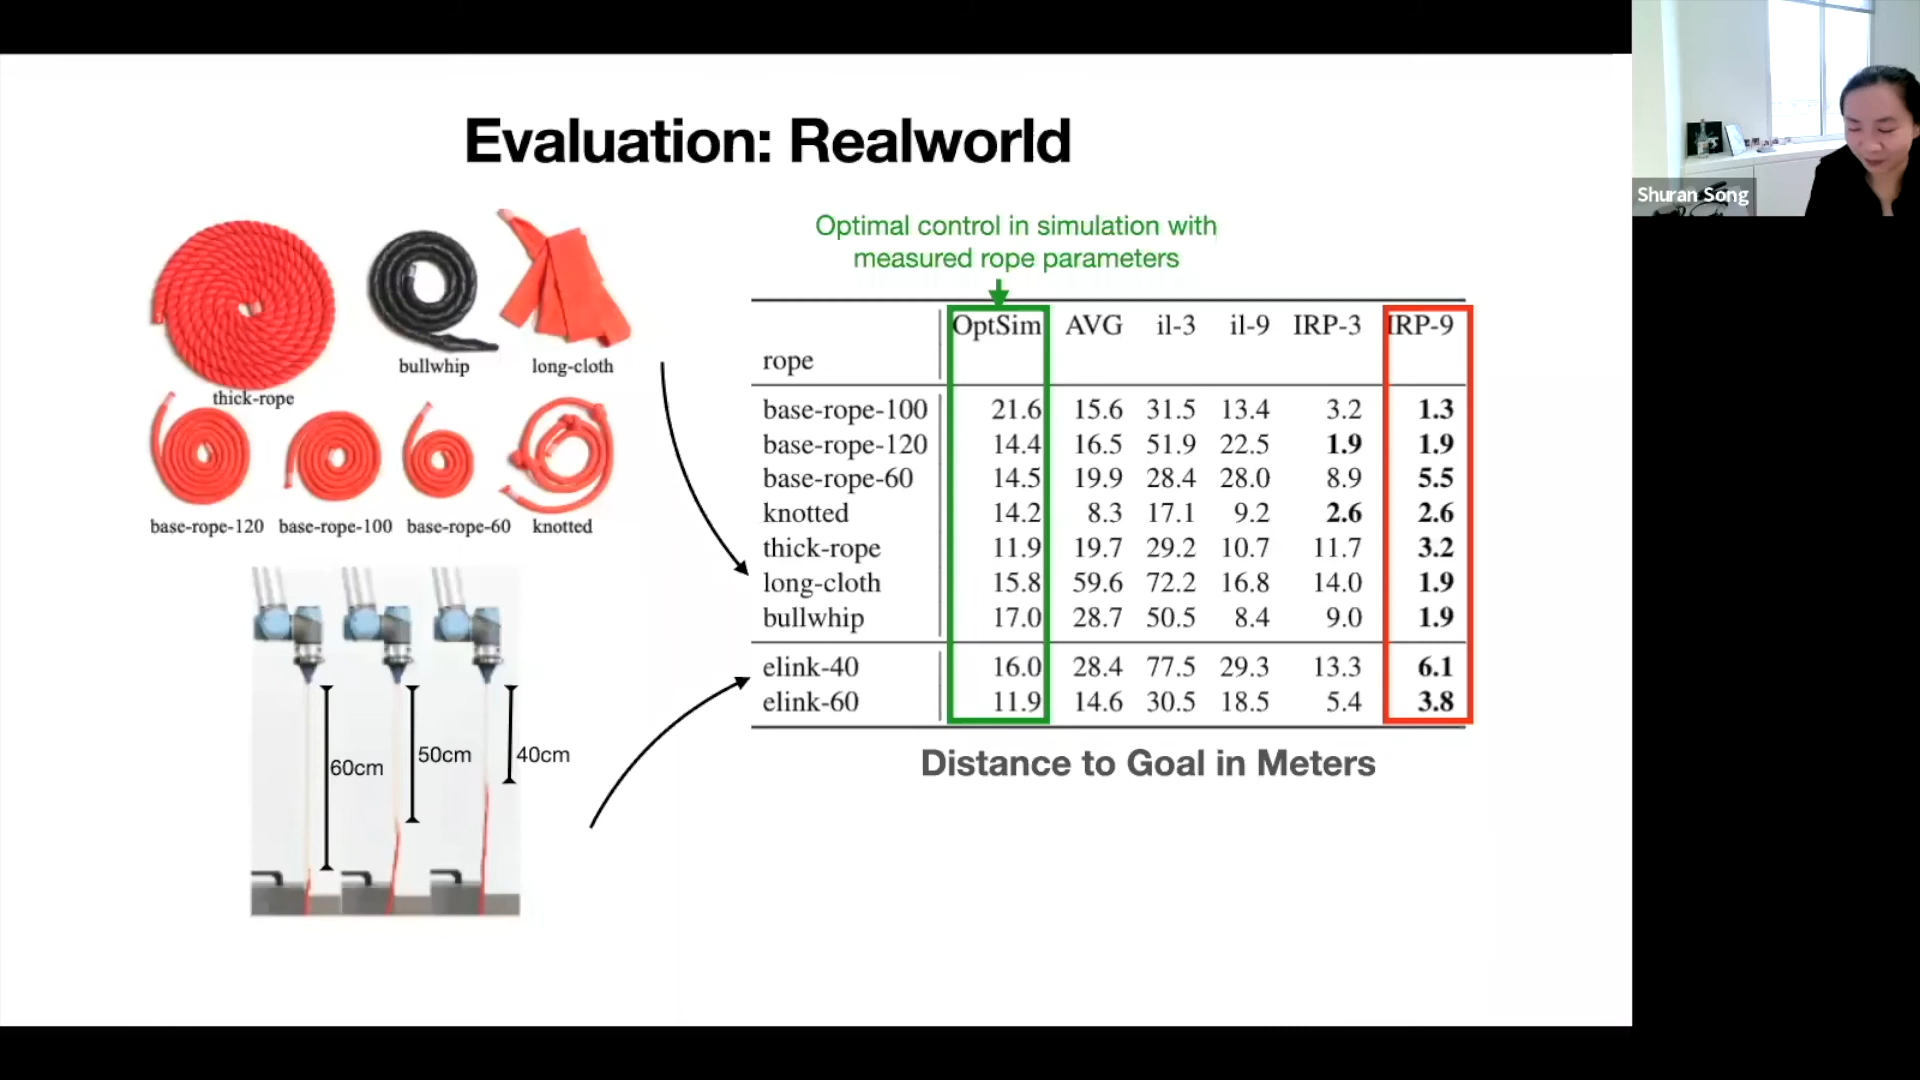 Evaluation: Realworld
Shuran Song
Optimal control in simulation with
measured rope parameters
bullwhip
long-cloth
thick-rope
base-rope-120
base-rope-100
base-rope-60
knotted
60cm
50cm
40cm
OptSim AVG il-3 il-9 IRP-3 IRP-9
rope
base-rope-100 21.6 15.6 31.5 13.4 3.2 1.3
base-rope-120 14.4 16.5 51.9 22.5 1.9 1.9
base-rope-60 14.5 19.9 28.4 28.0 8.9 5.5
knotted 14.2 8.3 17.1 9.2 2.6 2.6
thick-rope 11.9 19.7 29.2 10.7 11.7 3.2
long-cloth 15.8 59.6 72.2 16.8 14.0 1.9
bullwhip 17.0 28.7 50.5 8.4 9.0 1.9
elink-40 16.0 28.4 77.5 29.3 13.3 6.1
elink-60 11.9 14.6 30.5 18.5 5.4 3.8
Distance to Goal in Meters